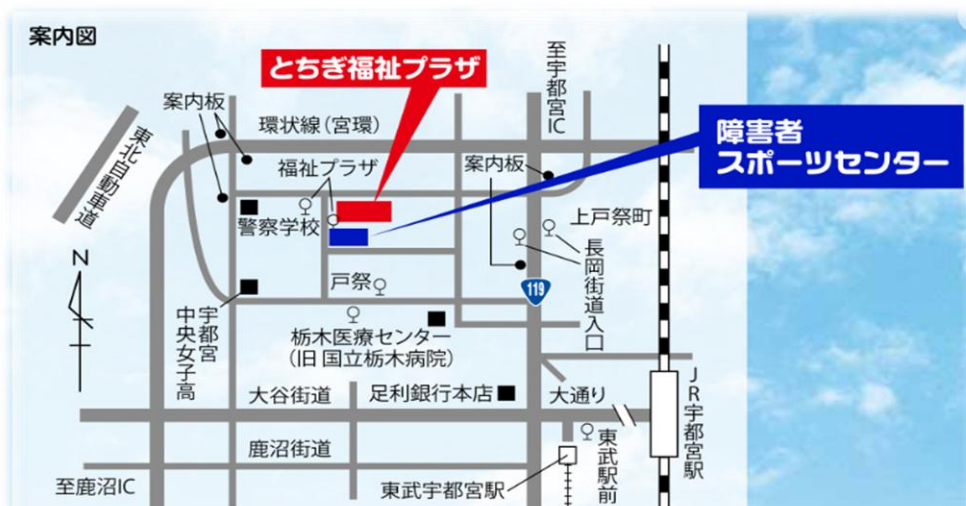 案内図
とちぎ福祉プラザ
至宇都宮IC
案内板
環状線(宮環)
障害者
スポーツセンター
東北自動車道
福祉プラザ
案内板
警察学校
上戸祭町
長岡街道入口
N
戸祭
119
宇都宮
中央女子高
栃木医療センター
(旧 国立栃木病院)
大谷街道
足利銀行本店
大通り
JR宇都宮駅
鹿沼街道
東武駅前
至鹿沼IC
東武宇都宮駅